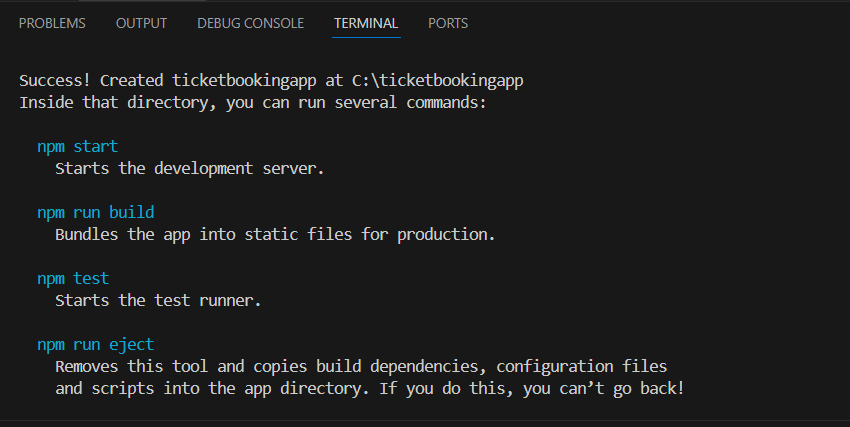 PROBLEMS OUTPUT DEBUG CONSOLE TERMINAL PORTS
Success! Created ticketbookingapp at C:\ticketbookingapp
Inside that directory, you can run several commands:
npm start
Starts the development server.
npm run build
Bundles the app into static files for production.
npm test
Starts the test runner.
npm run eject
Removes this tool and copies build dependencies, configuration files
and scripts into the app directory. If you do this, you can’t go back!